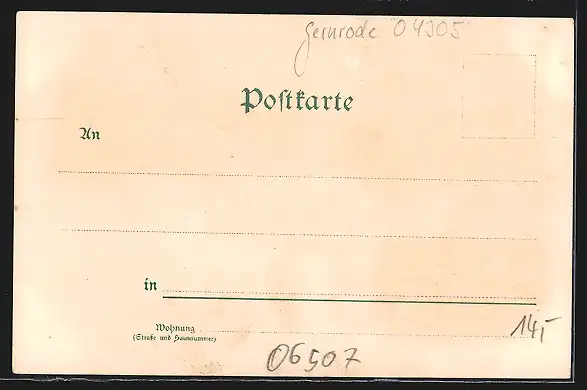 Gernrode 04305
Poſtkarte
An
in
Wohnung
(Straße und Hausnummer)
14,-
06507